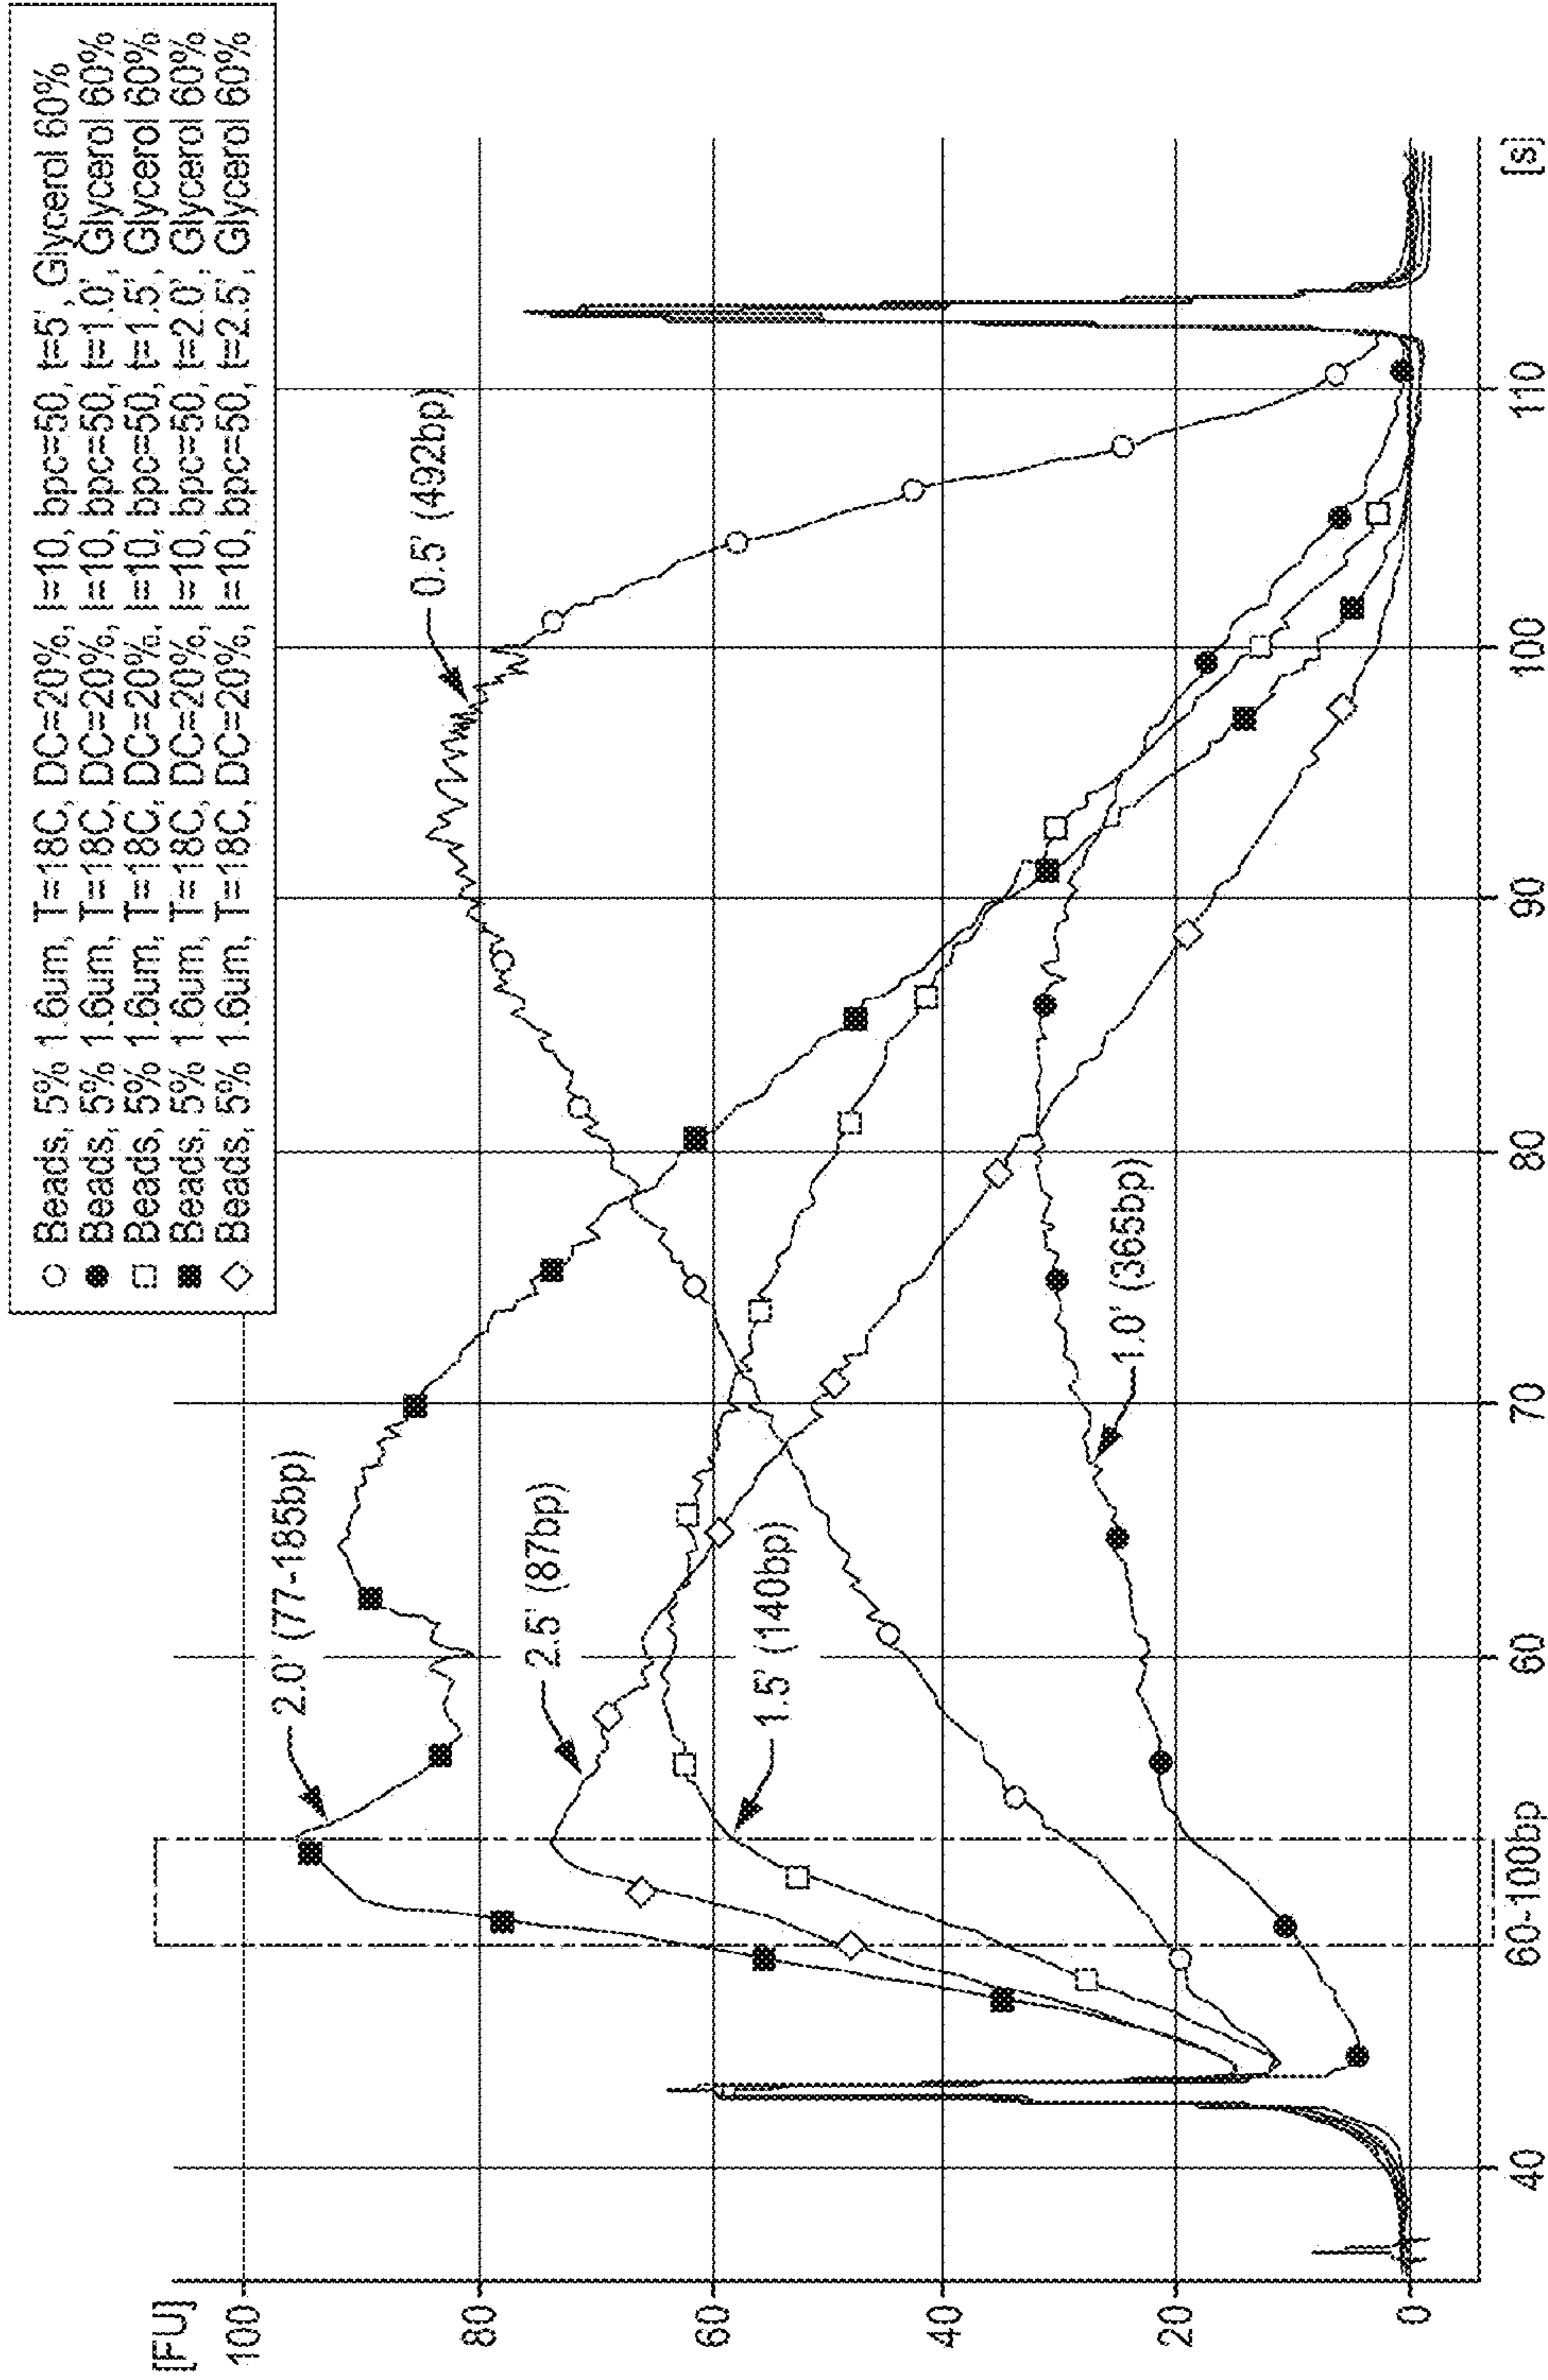 ○ Beads, 5% 1.6um, T=18C, DC=20%, I=10, bpc=50, t=5', Glycerol 60%
● Beads, 5% 1.6um, T=18C, DC=20%, I=10, bpc=50, t=1.0', Glycerol 60%
□ Beads, 5% 1.6um, T=18C, DC=20%, I=10, bpc=50, t=1.5', Glycerol 60%
■ Beads, 5% 1.6um, T=18C, DC=20%, I=10, bpc=50, t=2.0', Glycerol 60%
◇ Beads, 5% 1.6um, T=18C, DC=20%, I=10, bpc=50, t=2.5', Glycerol 60%
[FU]
100
80
60
40
20
0
2.0' (77-185bp)
2.5' (87bp)
1.5' (140bp)
0.5' (492bp)
1.0' (365bp)
40
60-100bp
60
70
80
90
100
110
[s]